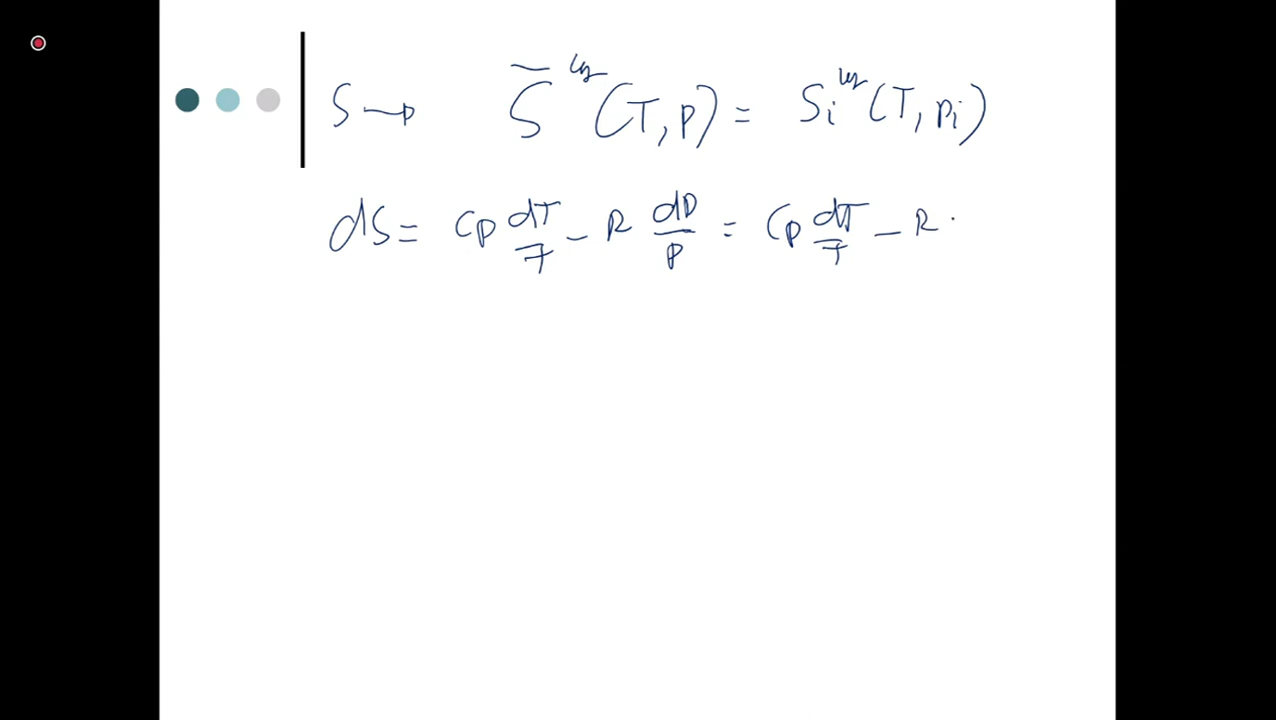 S → S̄^{ig} (T, P) = S_i^{ig} (T, p_i)
dS = Cp dT/T - R dP/P = Cp dT/T - R